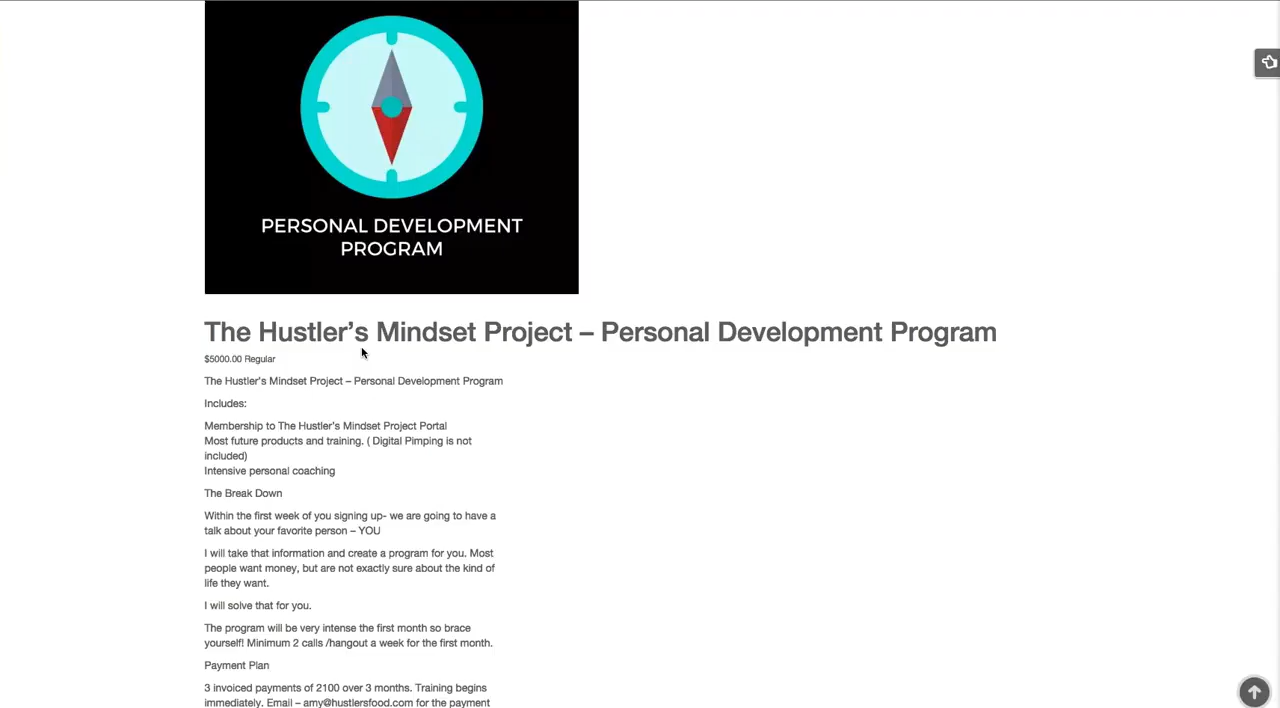 PERSONAL DEVELOPMENT
PROGRAM
The Hustler’s Mindset Project – Personal Development Program
$5000.00 Regular
The Hustler’s Mindset Project – Personal Development Program
Includes:
Membership to The Hustler’s Mindset Project Portal
Most future products and training. ( Digital Pimping is not
included)
Intensive personal coaching
The Break Down
Within the first week of you signing up- we are going to have a
talk about your favorite person – YOU
I will take that information and create a program for you. Most
people want money, but are not exactly sure about the kind of
life they want.
I will solve that for you.
The program will be very intense the first month so brace
yourself! Minimum 2 calls /hangout a week for the first month.
Payment Plan
3 invoiced payments of 2100 over 3 months. Training begins
immediately. Email – amy@hustlersfood.com for the payment